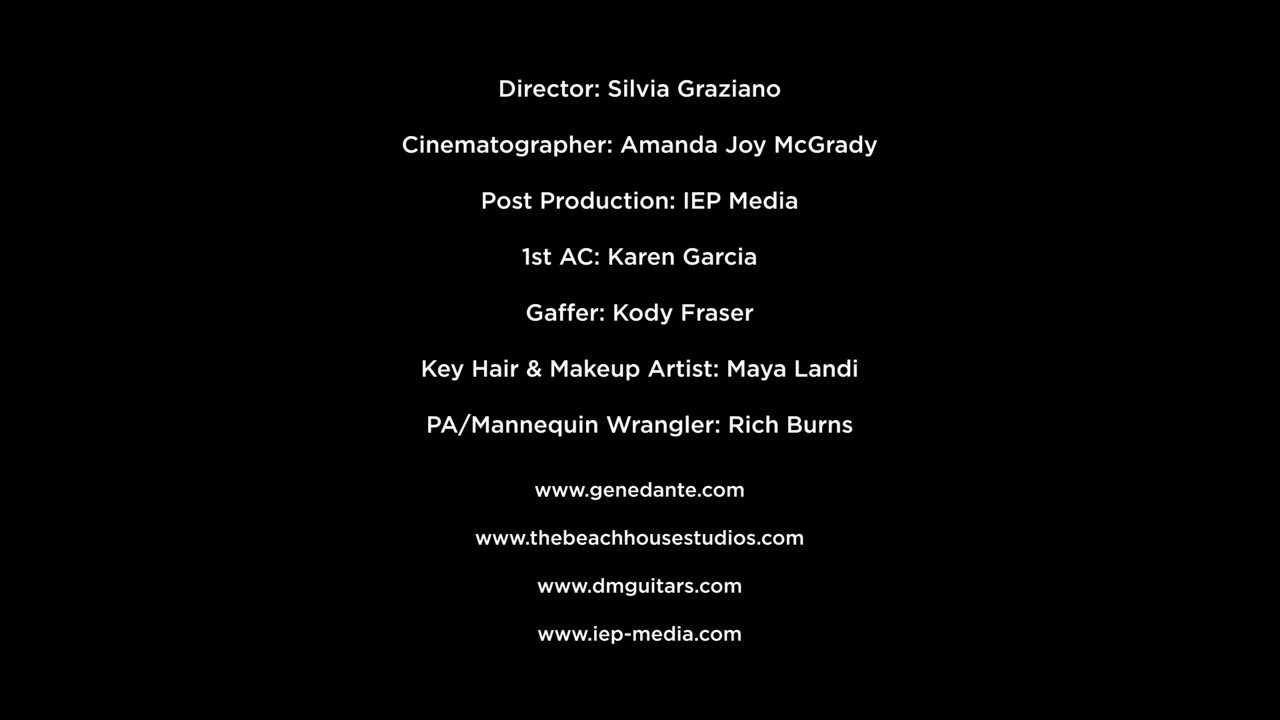 Director: Silvia Graziano
Cinematographer: Amanda Joy McGrady
Post Production: IEP Media
1st AC: Karen Garcia
Gaffer: Kody Fraser
Key Hair & Makeup Artist: Maya Landi
PA/Mannequin Wrangler: Rich Burns
www.genedante.com
www.thebeachhousestudios.com
www.dmguitars.com
www.iep-media.com